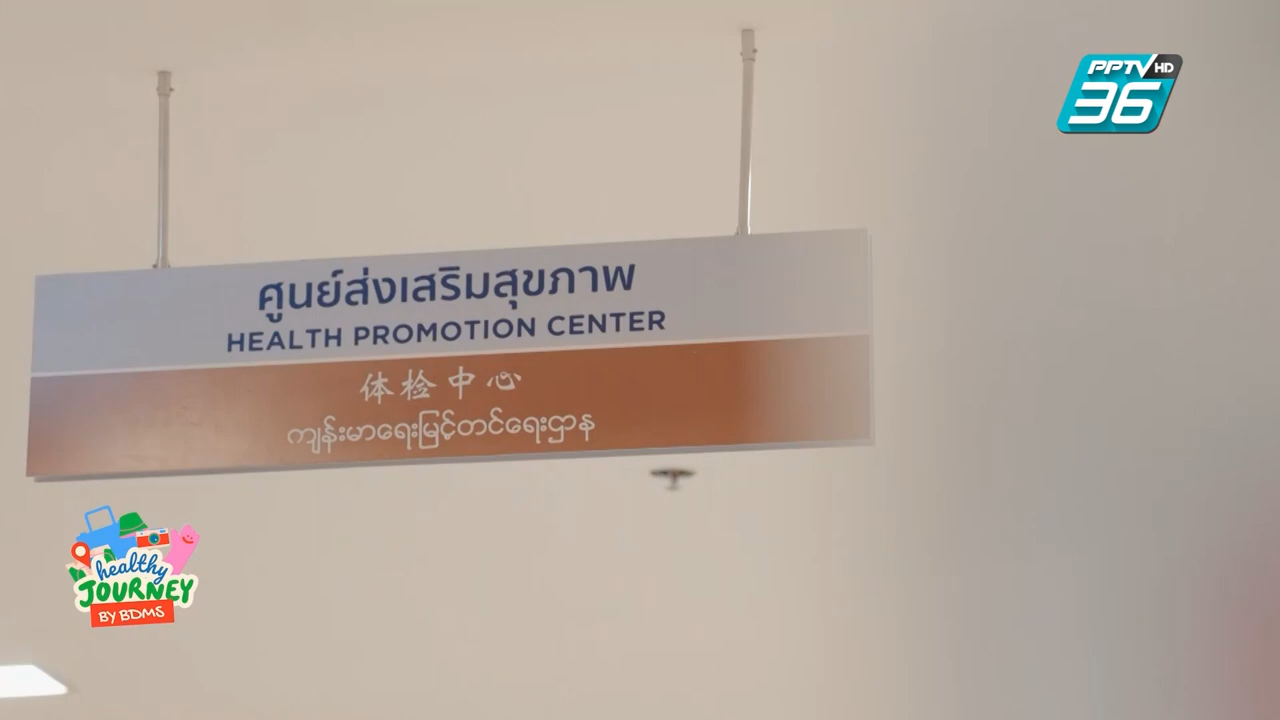 PPTV HD
36
ศูนย์ส่งเสริมสุขภาพ
HEALTH PROMOTION CENTER
体检中心
ကျန်းမာရေးမြှင့်တင်ရေးဌာန
healthy
JOURNEY
BY BDMS